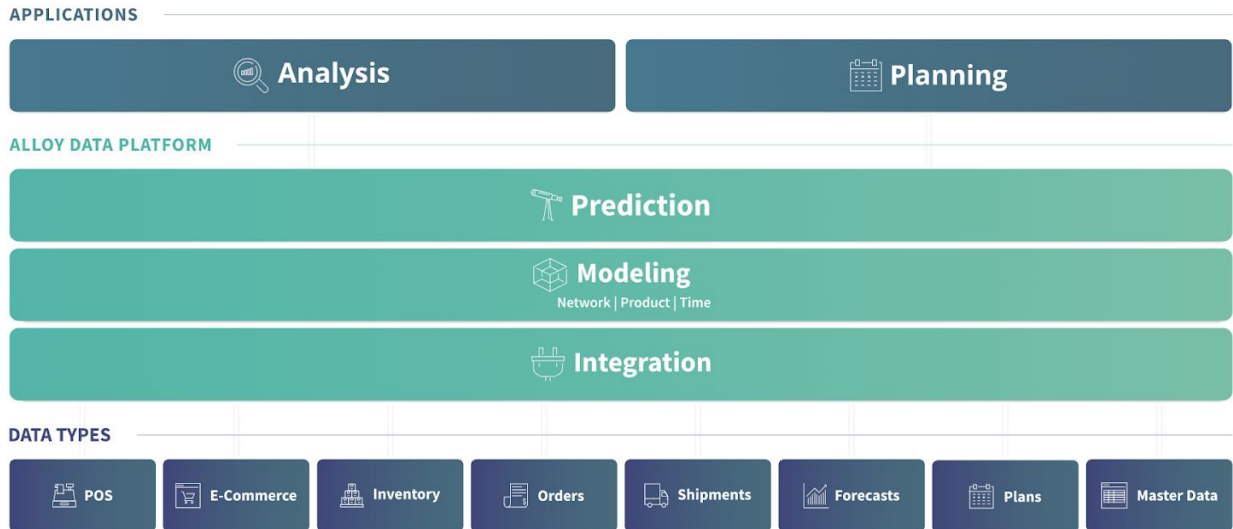 APPLICATIONS
Analysis
Planning
ALLOY DATA PLATFORM
Prediction
Modeling
Network | Product | Time
Integration
DATA TYPES
POS
E-Commerce
Inventory
Orders
Shipments
Forecasts
Plans
Master Data